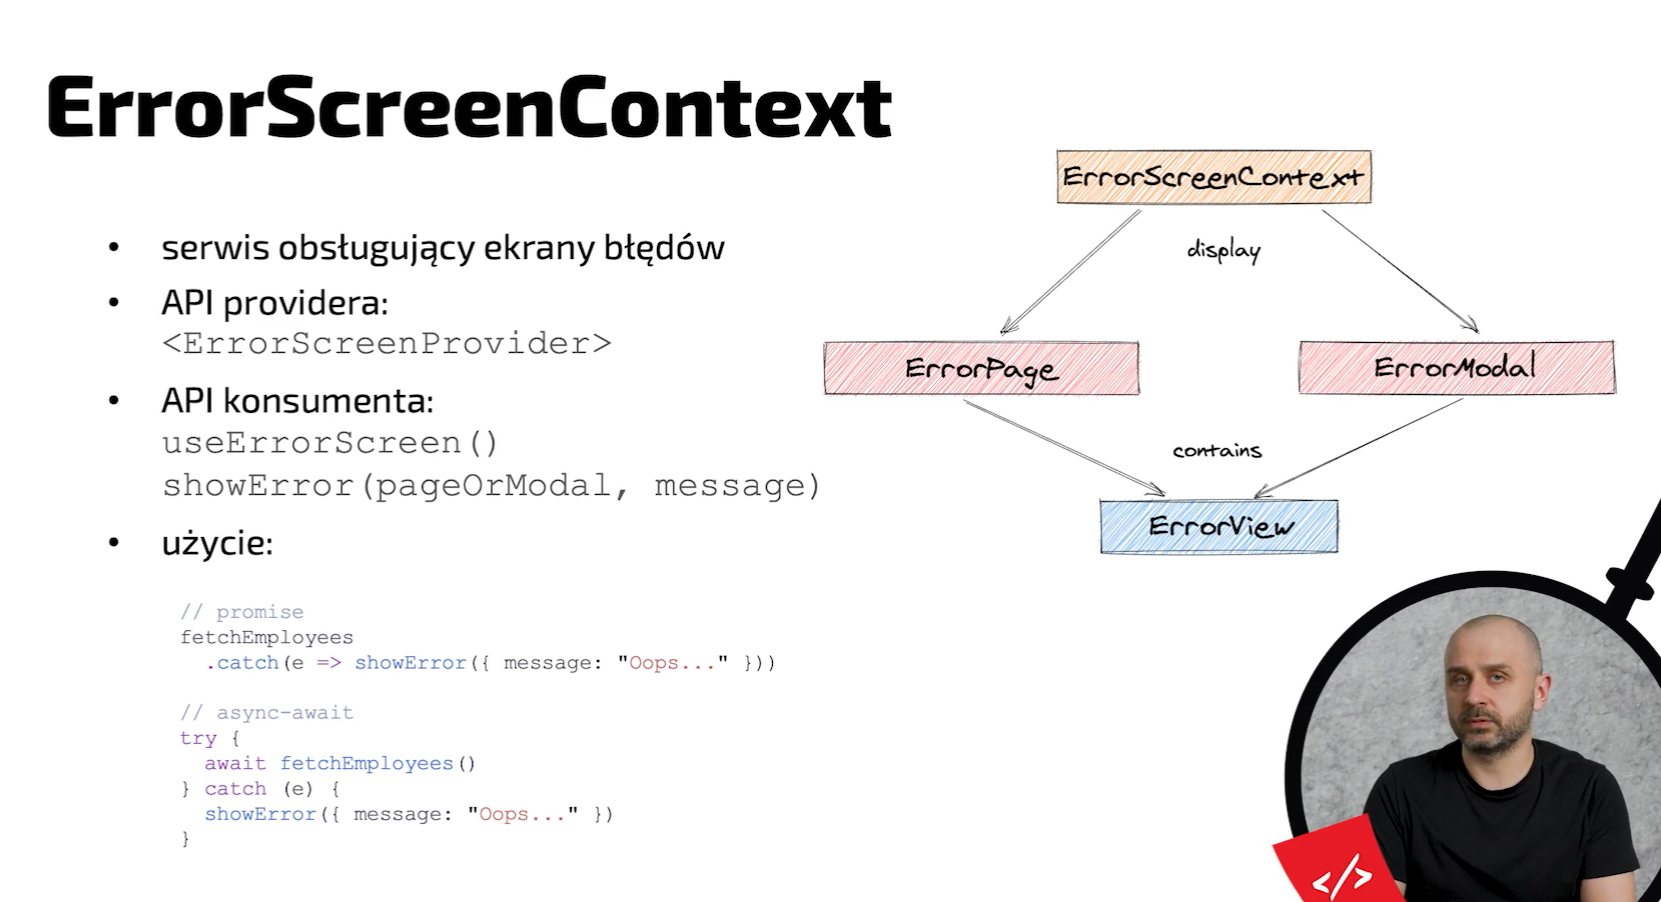 ErrorScreenContext
• serwis obsługujący ekrany błędów
• API providera:
<ErrorScreenProvider>
• API konsumenta:
useErrorScreen()
showError(pageOrModal, message)
• użycie:
// promise
fetchEmployees
  .catch(e => showError({ message: "Oops..." }))
// async-await
try {
  await fetchEmployees()
} catch (e) {
  showError({ message: "Oops..." })
}
ErrorScreenContext
display
ErrorPage
ErrorModal
contains
ErrorView
</>